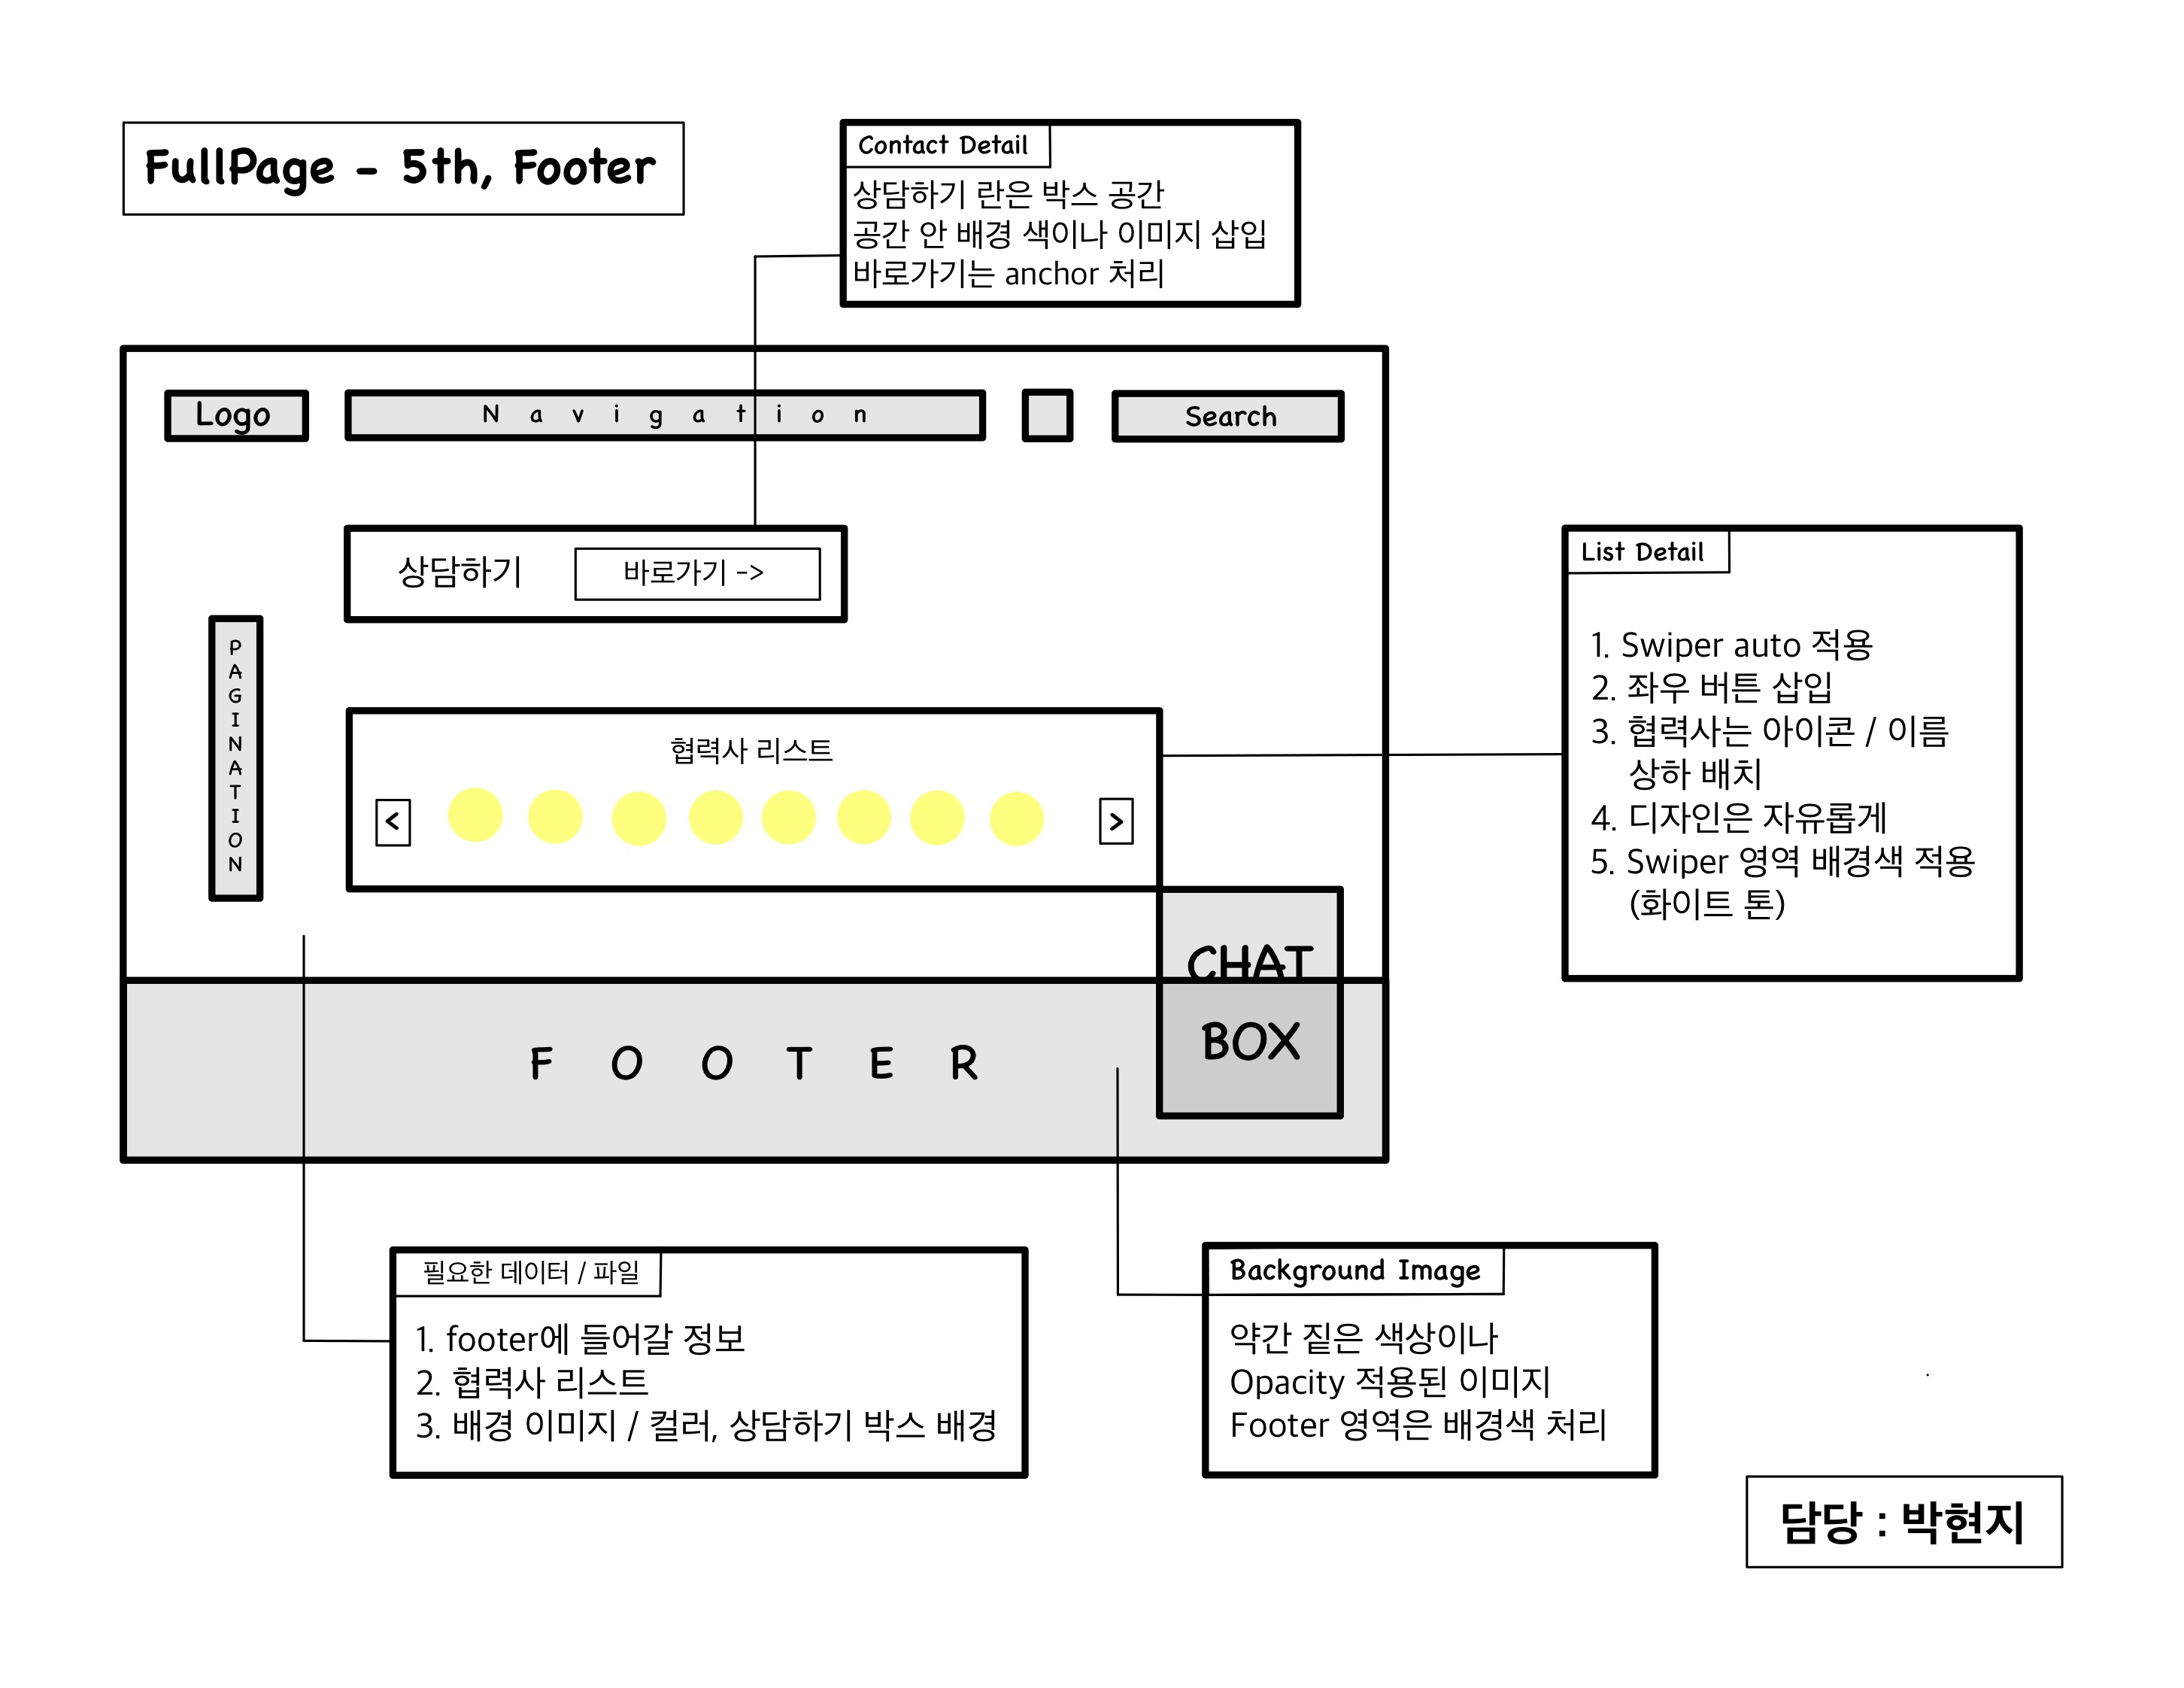 FullPage - 5th, Footer
Contact Detail
상담하기 란은 박스 공간
공간 안 배경 색이나 이미지 삽입
바로가기는 anchor 처리
Logo
Navigation
Search
상담하기
바로가기 ->
PAGINATION
협력사 리스트
<
>
List Detail
1. Swiper auto 적용
2. 좌우 버튼 삽입
3. 협력사는 아이콘 / 이름
상하 배치
4. 디자인은 자유롭게
5. Swiper 영역 배경색 적용
(화이트 톤)
CHAT
BOX
FOOTER
필요한 데이터 / 파일
1. footer에 들어갈 정보
2. 협력사 리스트
3. 배경 이미지 / 컬러, 상담하기 박스 배경
Background Image
약간 짙은 색상이나
Opacity 적용된 이미지
Footer 영역은 배경색 처리
담당 : 박현지